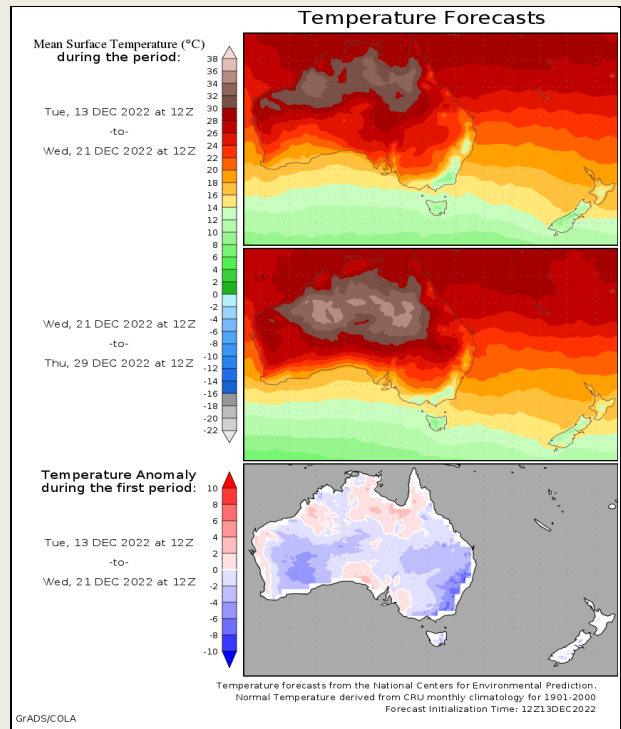 Temperature Forecasts
Mean Surface Temperature (°C)
during the period:
38
36
34
32
30
28
26
24
22
20
18
16
14
12
10
8
6
4
2
0
-2
-4
-6
-8
-10
-12
-14
-16
-18
-20
-22
Tue, 13 DEC 2022 at 12Z
-to-
Wed, 21 DEC 2022 at 12Z
Wed, 21 DEC 2022 at 12Z
-to-
Thu, 29 DEC 2022 at 12Z
Temperature Anomaly
during the first period:
10
8
6
4
2
0
-2
-4
-6
-8
-10
Tue, 13 DEC 2022 at 12Z
-to-
Wed, 21 DEC 2022 at 12Z
Temperature forecasts from the National Centers for Environmental Prediction.
Normal Temperature derived from CRU monthly climatology for 1901-2000
Forecast Initialization Time: 12Z13DEC2022
GrADS/COLA